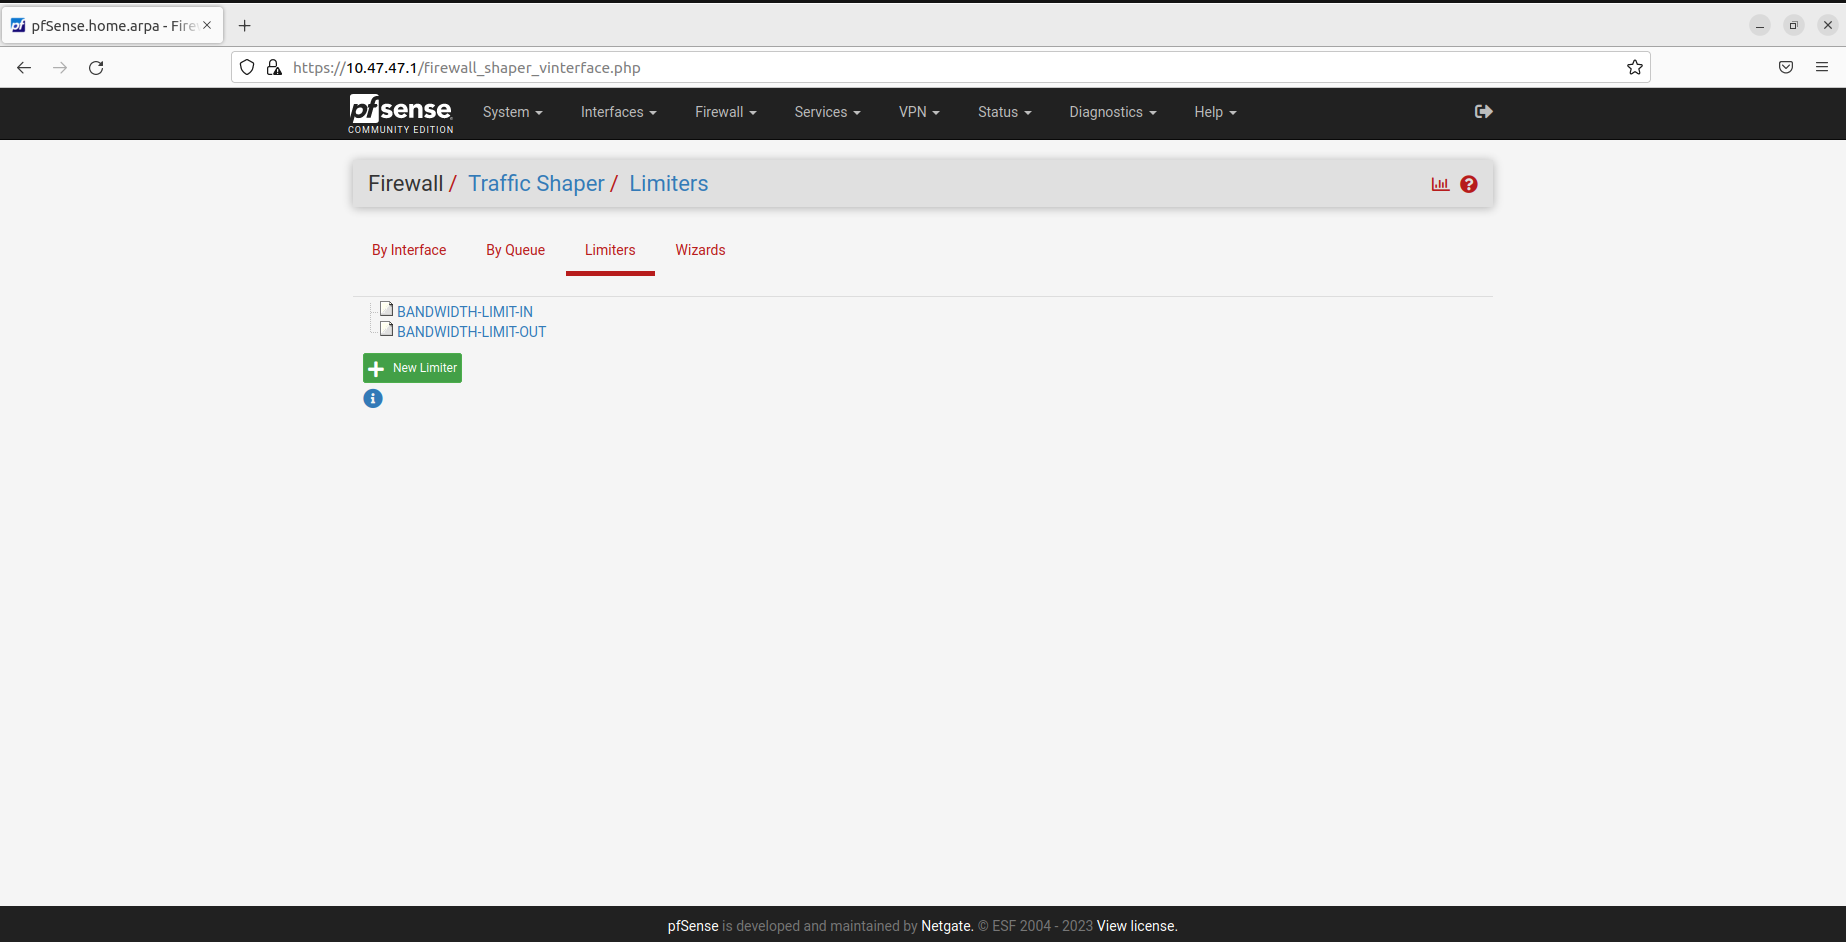 pfSense.home.arpa - Fire
https://10.47.47.1/firewall_shaper_vinterface.php
pfsense
COMMUNITY EDITION
System
Interfaces
Firewall
Services
VPN
Status
Diagnostics
Help
Firewall / Traffic Shaper / Limiters
By Interface
By Queue
Limiters
Wizards
BANDWIDTH-LIMIT-IN
BANDWIDTH-LIMIT-OUT
New Limiter
pfSense is developed and maintained by Netgate. © ESF 2004 - 2023 View license.